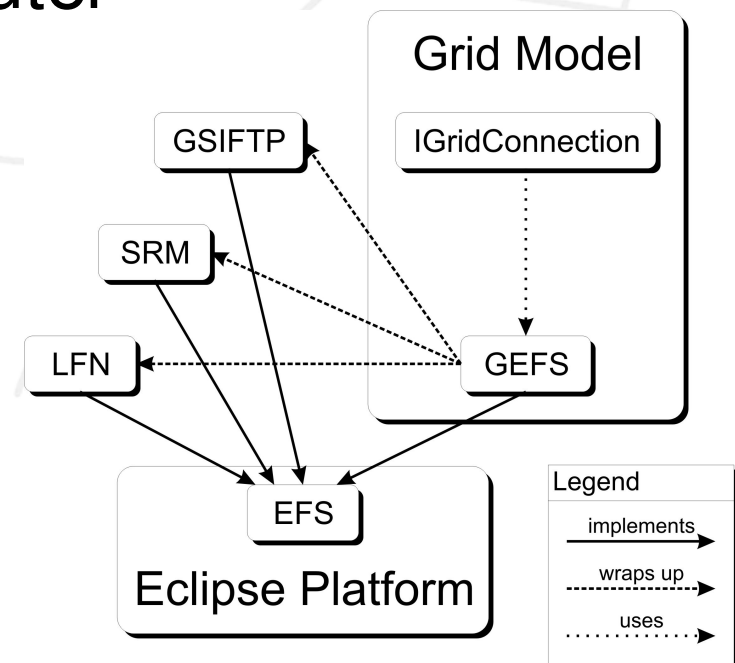 Grid Model
GSIFTP
IGridConnection
SRM
LFN
GEFS
EFS
Eclipse Platform
Legend
implements
wraps up
uses